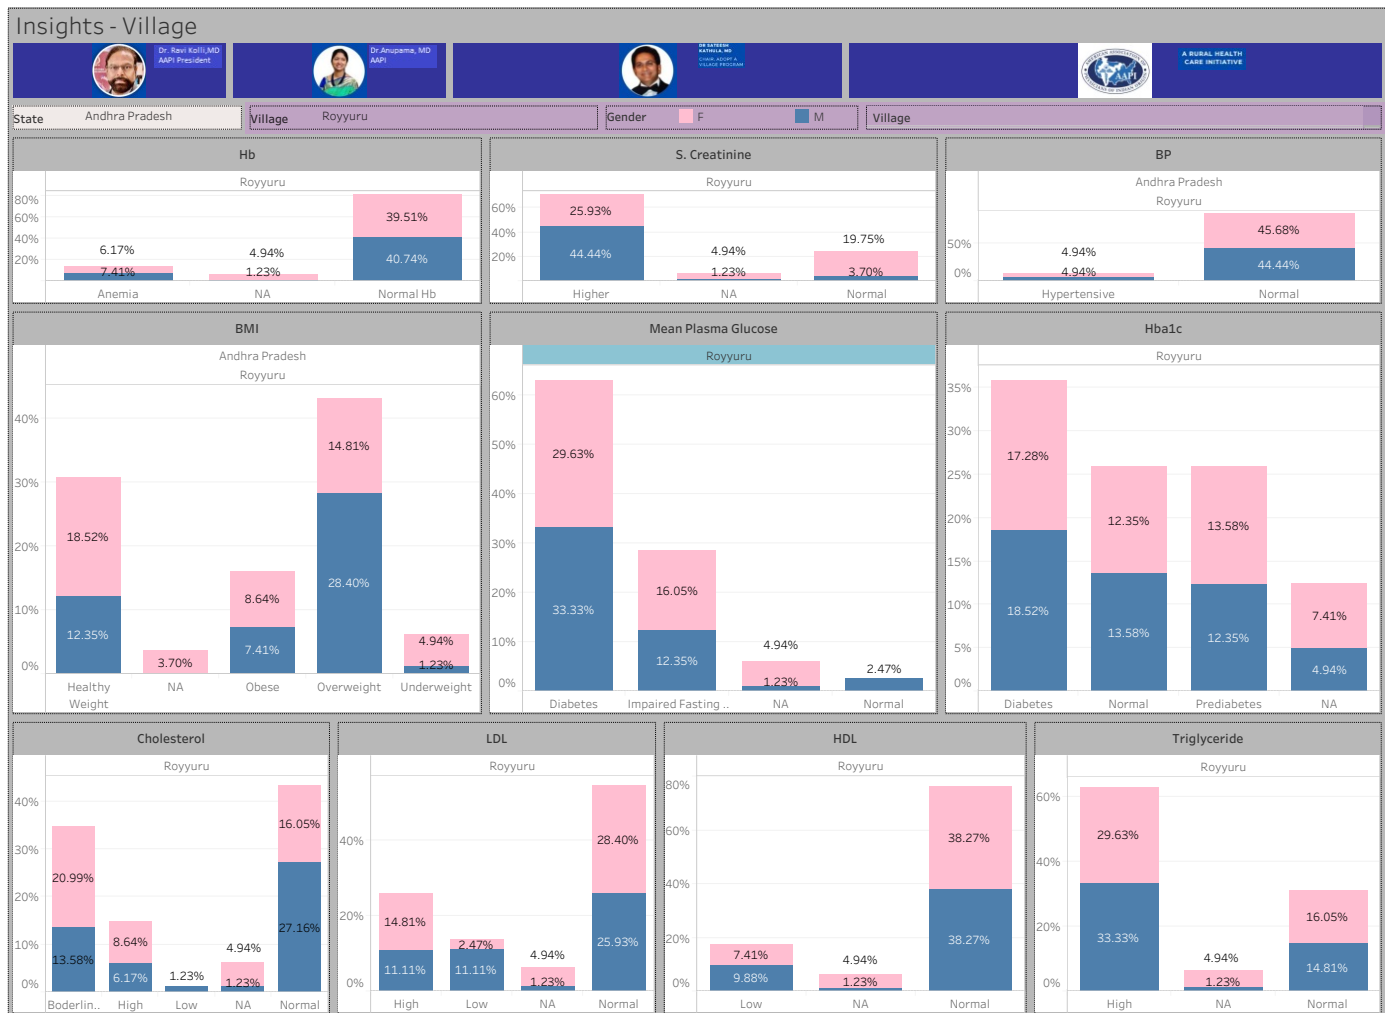 Insights - Village
Dr. Ravi Kolli,MD
AAPI President
Dr.Anupama, MD
AAPI
DR SATEESH
KATHULA, MD
CHAIR, ADOPT A
VILLAGE PROGRAM
AAPI
A RURAL HEALTH
CARE INITIATIVE
State Andhra Pradesh Village Royyuru Gender F M Village
Hb S. Creatinine BP
Royyuru
80%
60%
40%
20%
6.17%
7.41%
4.94%
1.23%
39.51%
40.74%
Anemia NA Normal Hb
Royyuru
60%
40%
20%
25.93%
44.44%
4.94%
1.23%
19.75%
3.70%
Higher NA Normal
Andhra Pradesh
Royyuru
50%
0%
4.94%
4.94%
45.68%
44.44%
Hypertensive Normal
BMI Mean Plasma Glucose Hba1c
Andhra Pradesh
Royyuru
40%
30%
20%
10%
0%
18.52%
12.35%
3.70%
8.64%
7.41%
14.81%
28.40%
4.94%
1.23%
Healthy NA Obese Overweight Underweight
Weight
Royyuru
60%
50%
40%
30%
20%
10%
0%
29.63%
33.33%
16.05%
12.35%
4.94%
1.23%
2.47%
Diabetes Impaired Fasting .. NA Normal
Royyuru
35%
30%
25%
20%
15%
10%
5%
0%
17.28%
18.52%
12.35%
13.58%
13.58%
12.35%
7.41%
4.94%
Diabetes Normal Prediabetes NA
Cholesterol LDL HDL Triglyceride
Royyuru
40%
30%
20%
10%
0%
20.99%
13.58%
8.64%
6.17%
1.23%
4.94%
1.23%
16.05%
27.16%
Boderlin.. High Low NA Normal
Royyuru
40%
20%
0%
14.81%
11.11%
2.47%
11.11%
4.94%
1.23%
28.40%
25.93%
High Low NA Normal
Royyuru
80%
60%
40%
20%
0%
7.41%
9.88%
4.94%
1.23%
38.27%
38.27%
Low NA Normal
Royyuru
60%
40%
20%
0%
29.63%
33.33%
4.94%
1.23%
16.05%
14.81%
High NA Normal